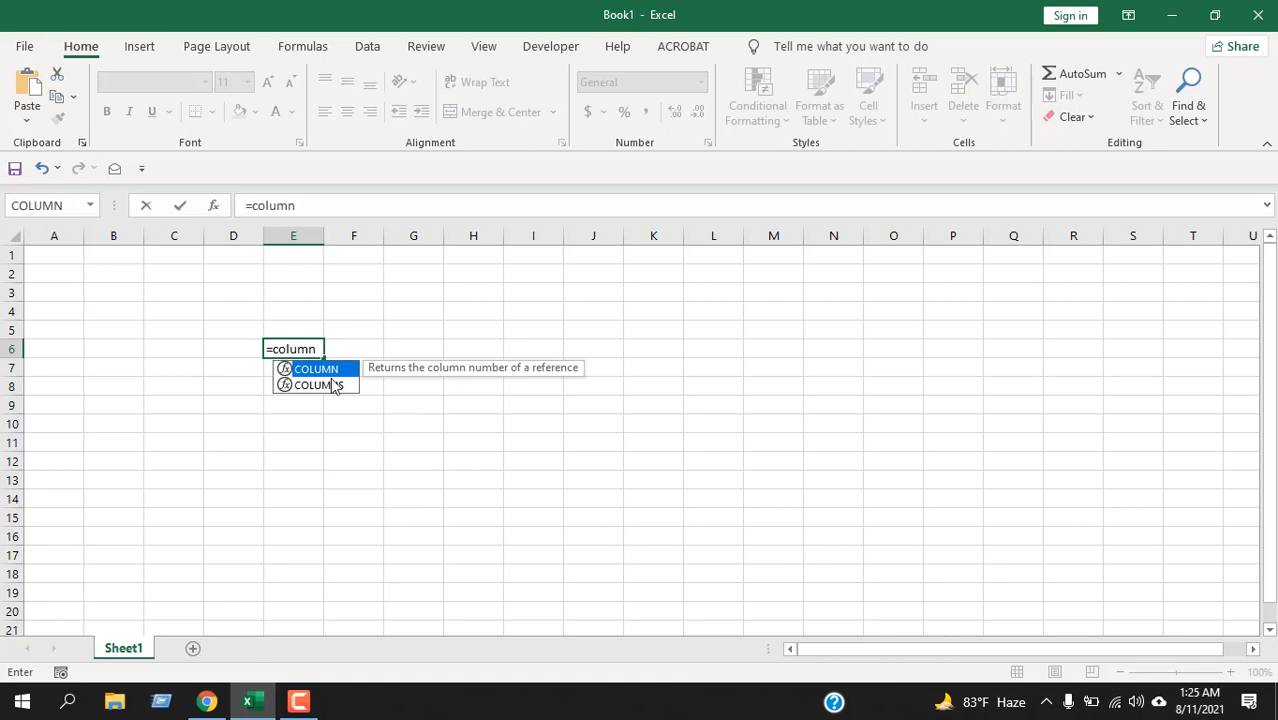 Book1 - Excel
Sign in
File Home Insert Page Layout Formulas Data Review View Developer Help ACROBAT Tell me what you want to do Share
Paste
Clipboard
11 A A
B I U A
Font
Wrap Text
Merge & Center
Alignment
General
$ % ,
Number
Conditional Formatting
Format as Table
Cell Styles
Styles
Insert Delete Format
Cells
AutoSum
Fill
Clear
Sort & Filter
Find & Select
Editing
COLUMN fx =column
A B C D E F G H I J K L M N O P Q R S T U
1
2
3
4
5
6 =column
7 COLUMN Returns the column number of a reference
8 COLUMNS
9
10
11
12
13
14
15
16
17
18
19
20
21
Sheet1
Enter 100%
83°F Haze 1:25 AM
8/11/2021